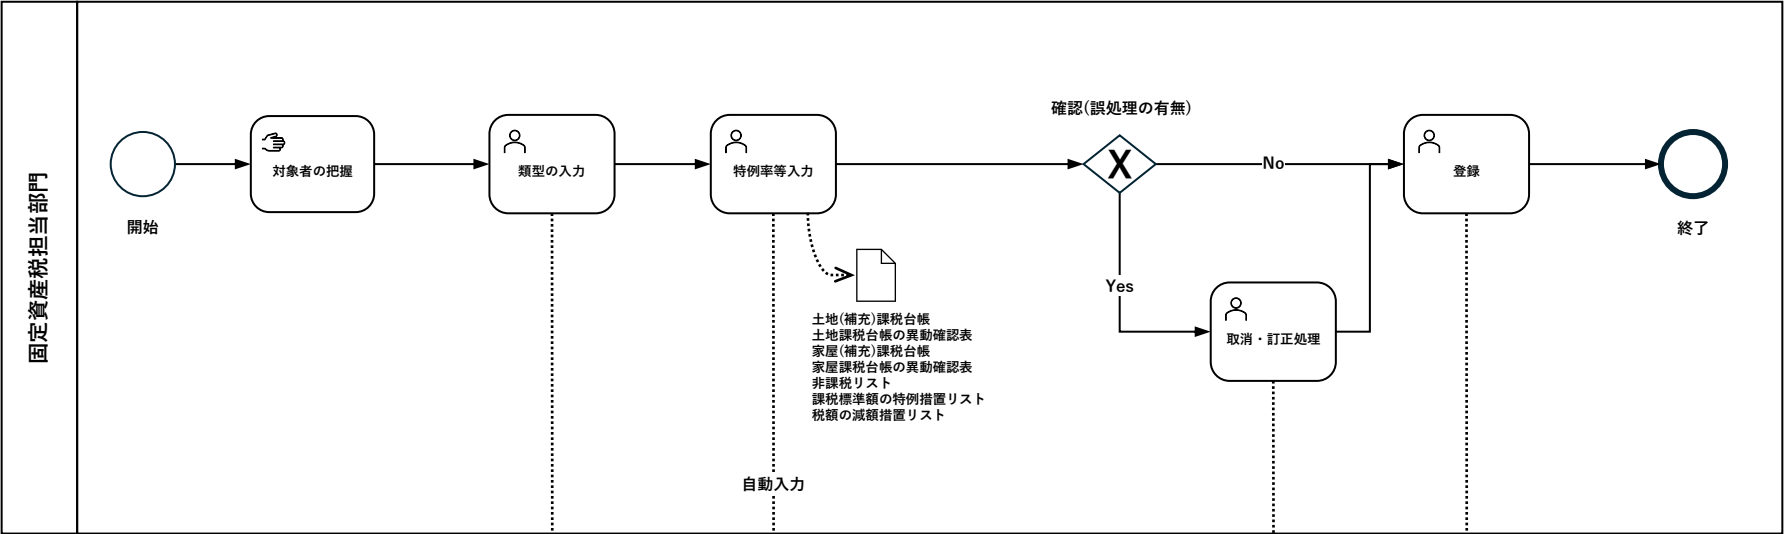 固定資産税担当部門
開始
対象者の把握
類型の入力
特例率等入力
土地(補充)課税台帳
土地課税台帳の異動確認表
家屋(補充)課税台帳
家屋課税台帳の異動確認表
非課税リスト
課税標準額の特例措置リスト
税額の減額措置リスト
自動入力
確認(誤処理の有無)
X
No
Yes
取消・訂正処理
登録
終了